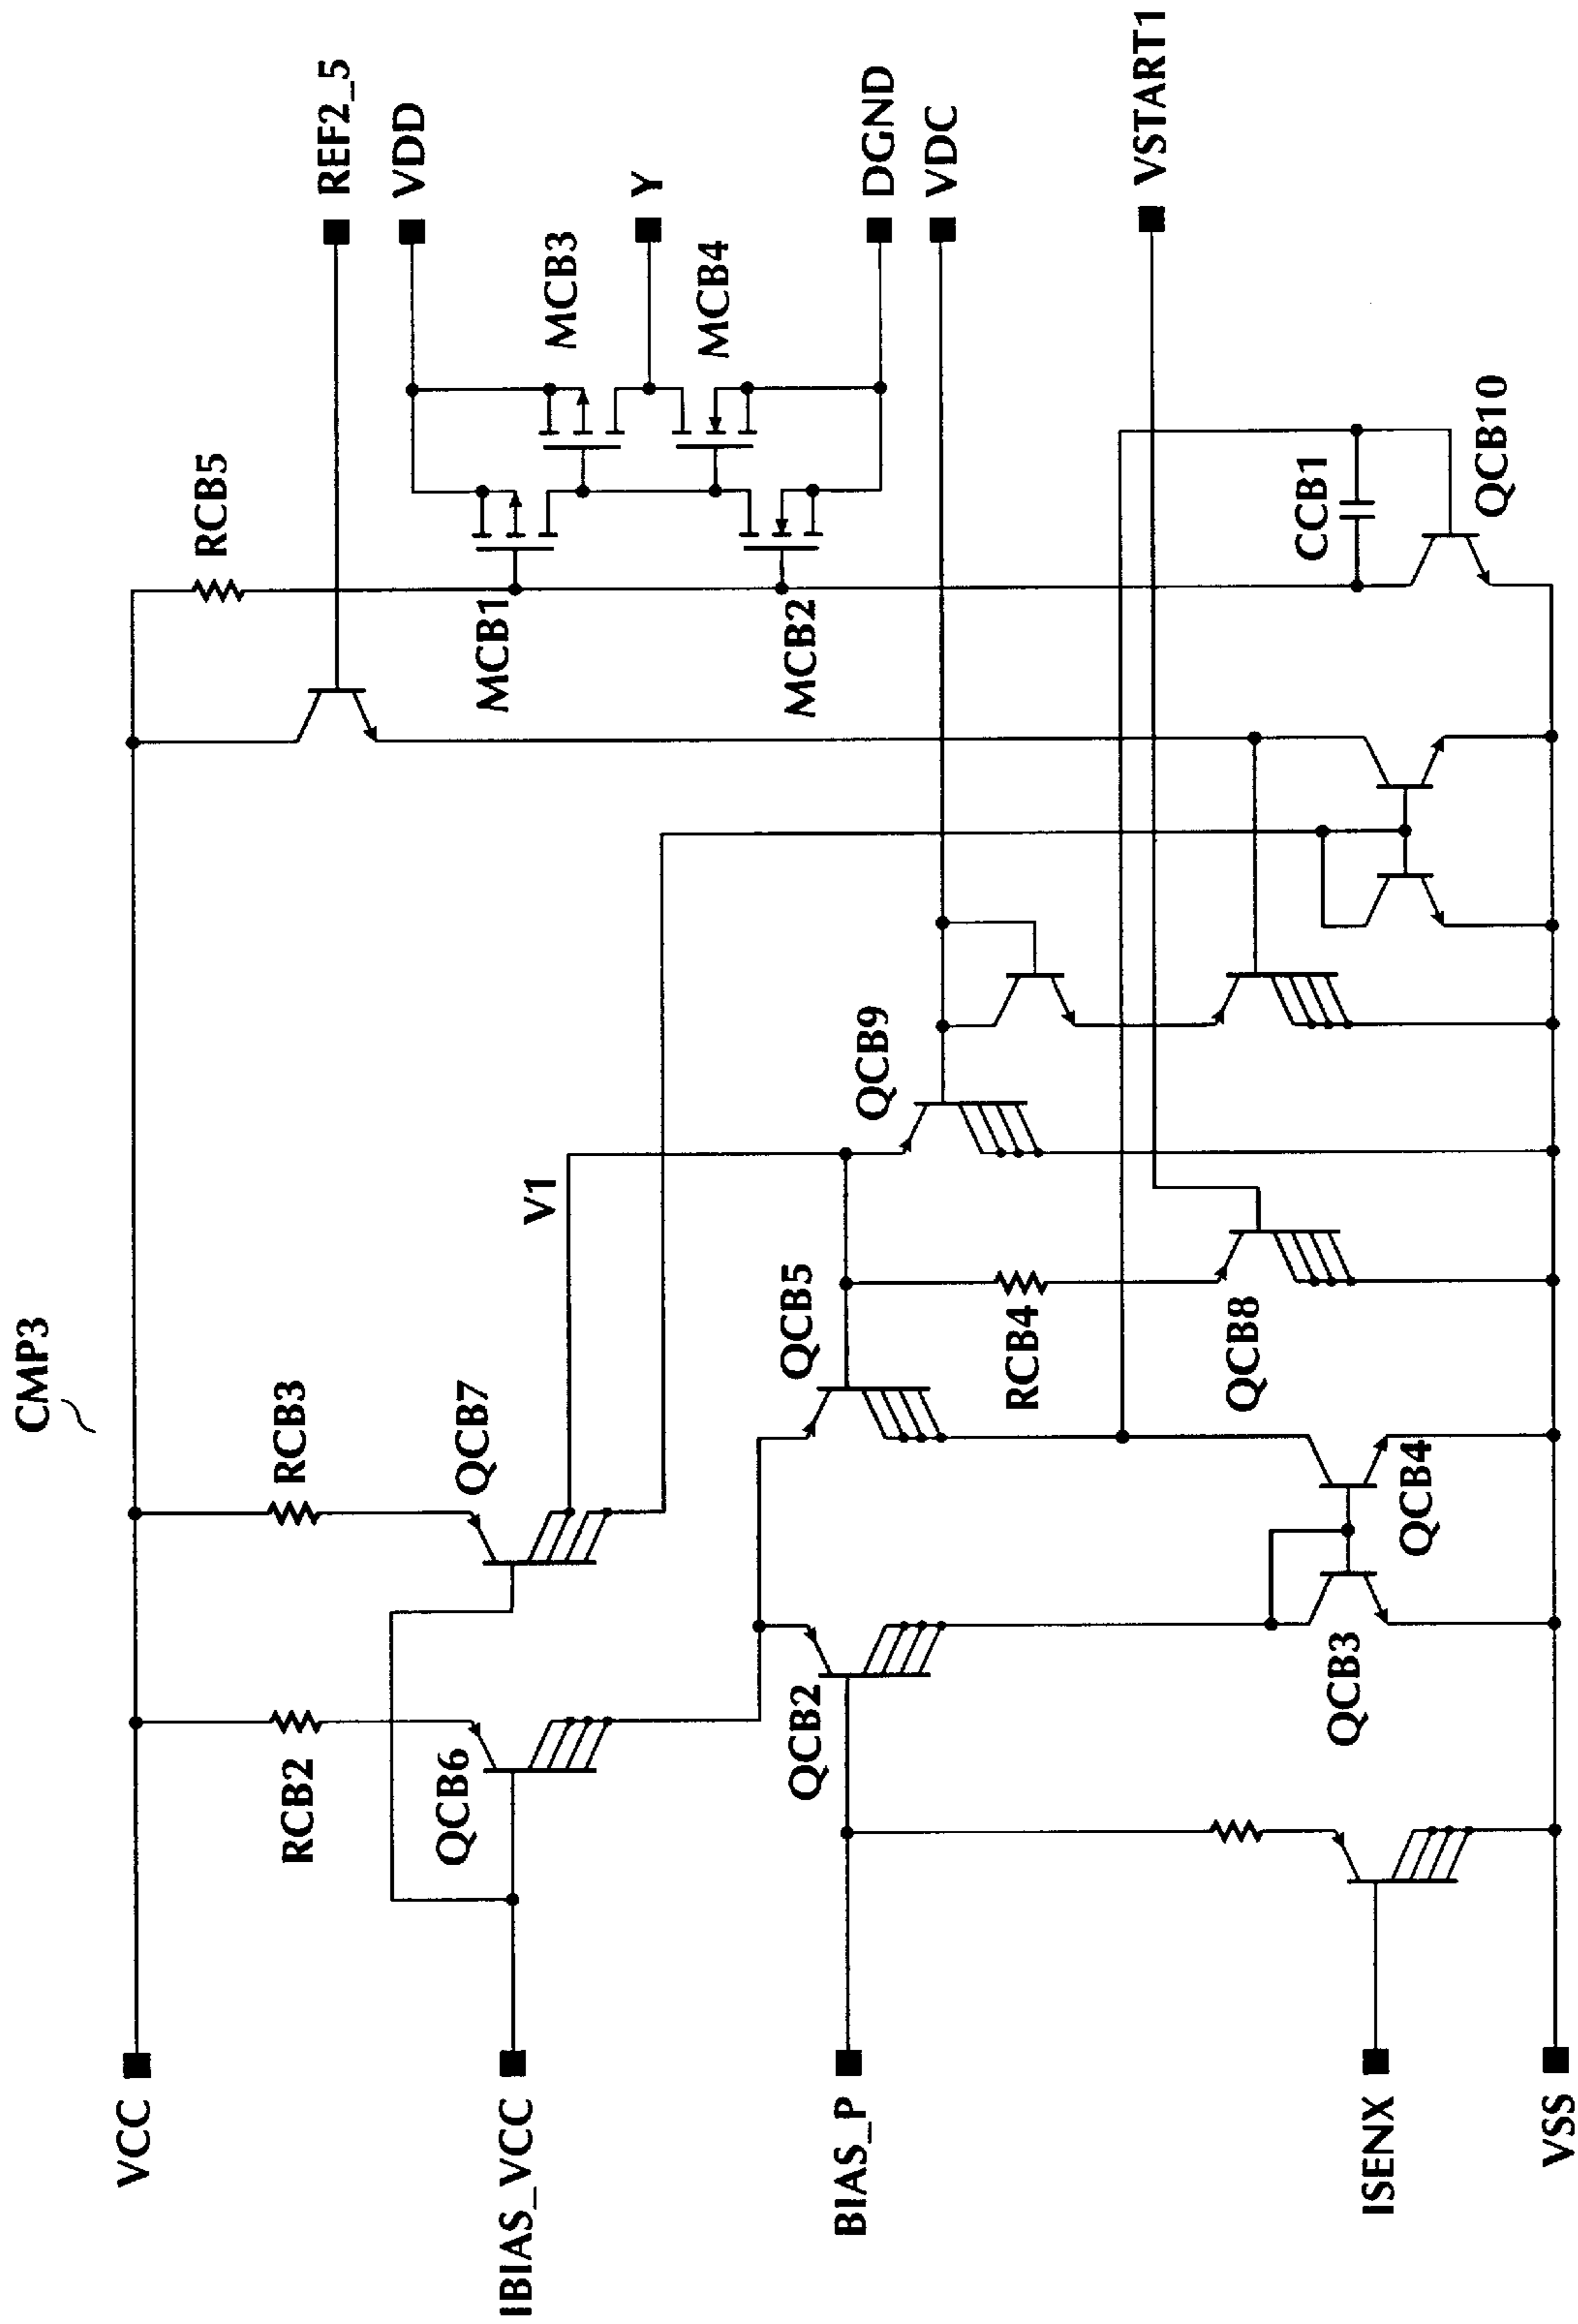 CMP3
VCC
IBIAS_VCC
BIAS_P
ISENX
VSS
RCB2
QCB6
RCB3
QCB7
QCB2
QCB3
QCB4
QCB5
RCB4
QCB8
V1
QCB9
RCB5
MCB1
MCB2
MCB3
MCB4
CCB1
QCB10
REF2_5
VDD
Y
DGND
VDC
VSTART1